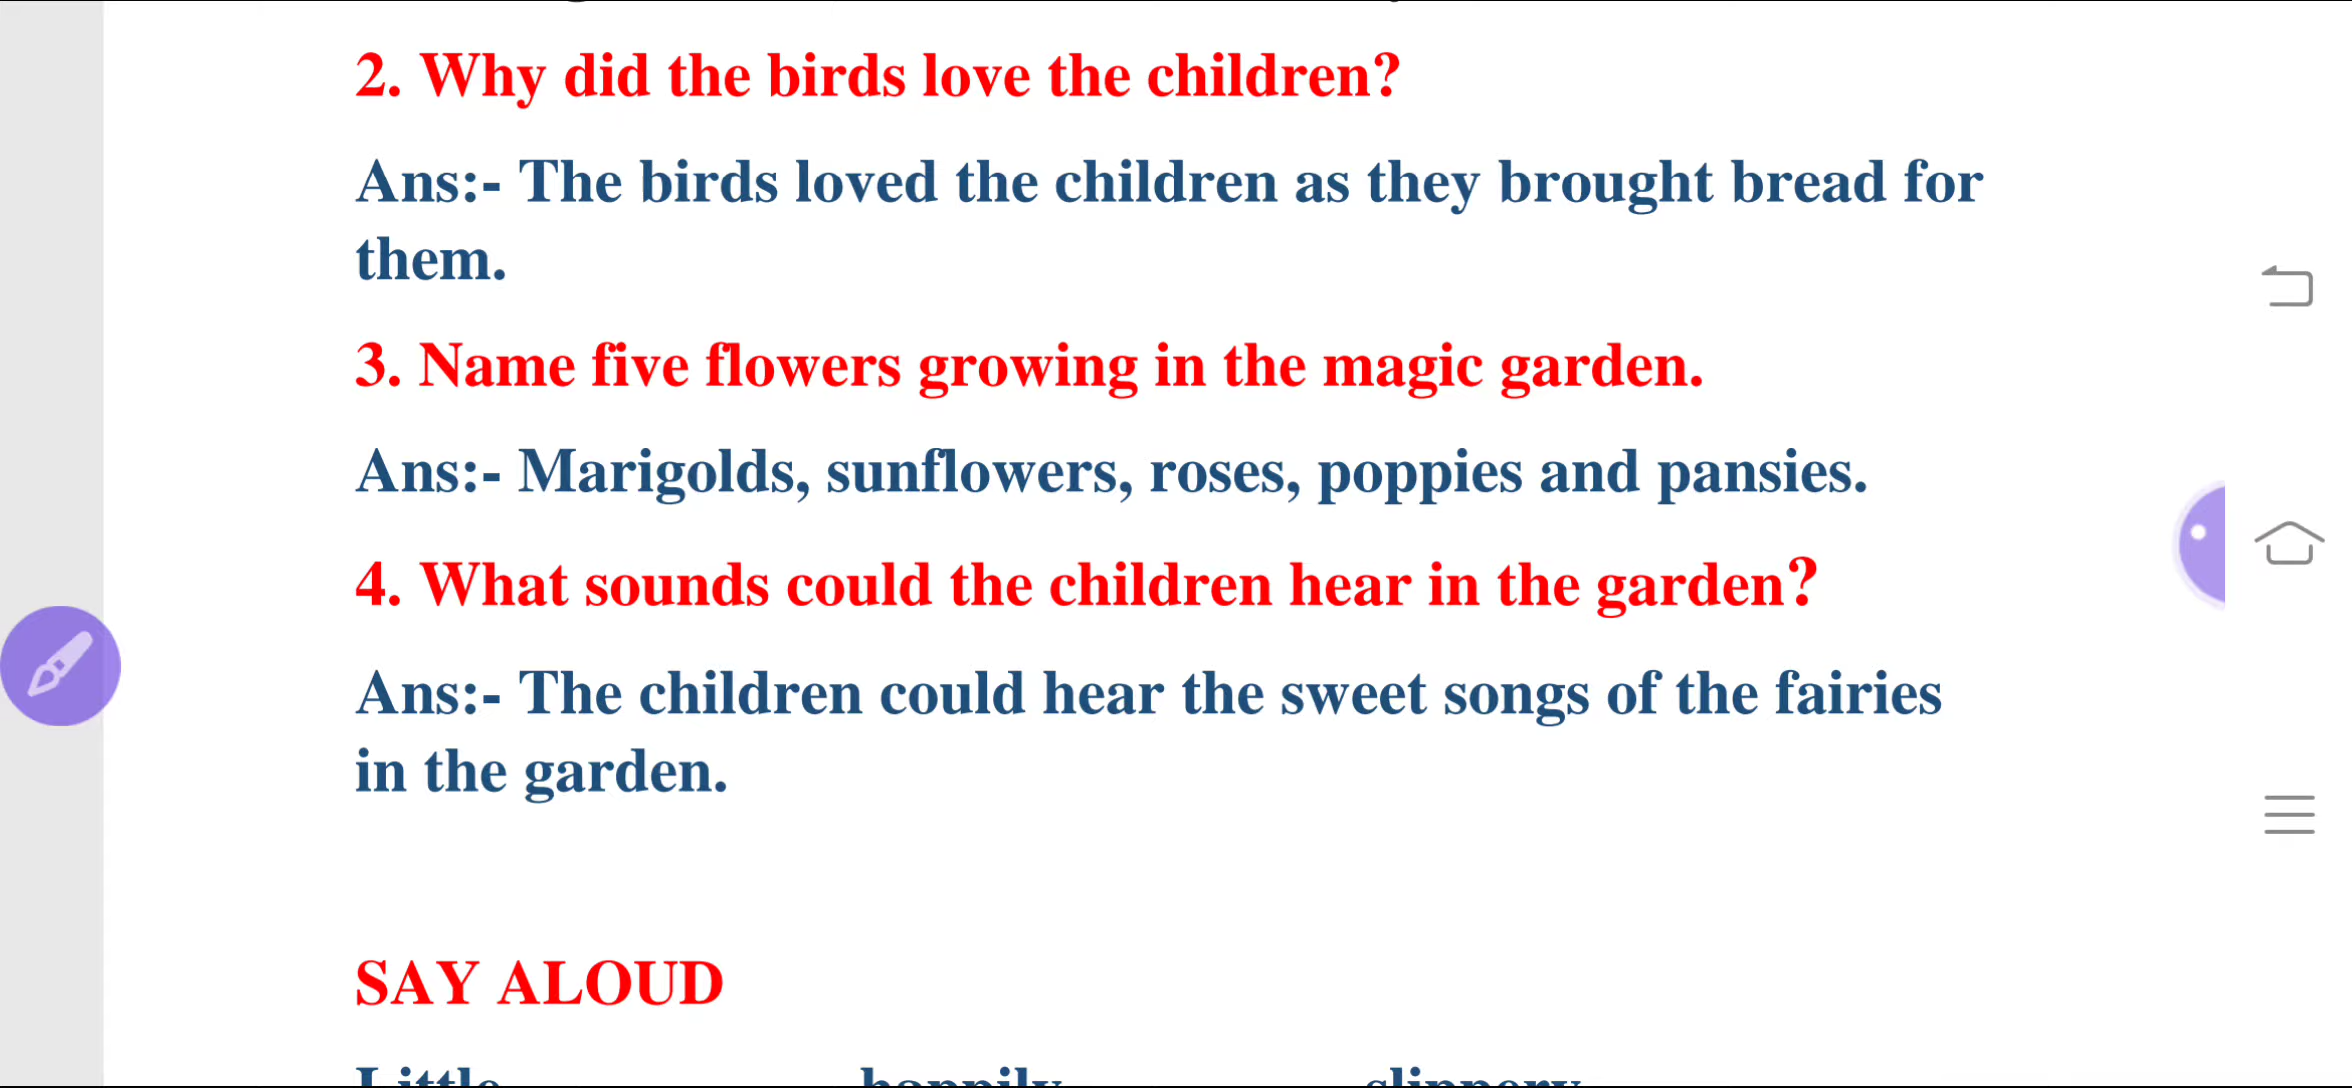 2. Why did the birds love the children?
Ans:- The birds loved the children as they brought bread for
them.
3. Name five flowers growing in the magic garden.
Ans:- Marigolds, sunflowers, roses, poppies and pansies.
4. What sounds could the children hear in the garden?
Ans:- The children could hear the sweet songs of the fairies
in the garden.
SAY ALOUD
Little happily slippery